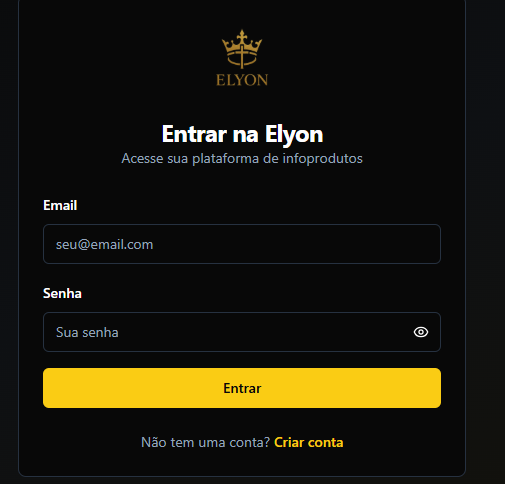 ELYON
Entrar na Elyon
Acesse sua plataforma de infoprodutos
Email
seu@email.com
Senha
Sua senha
Entrar
Não tem uma conta? Criar conta